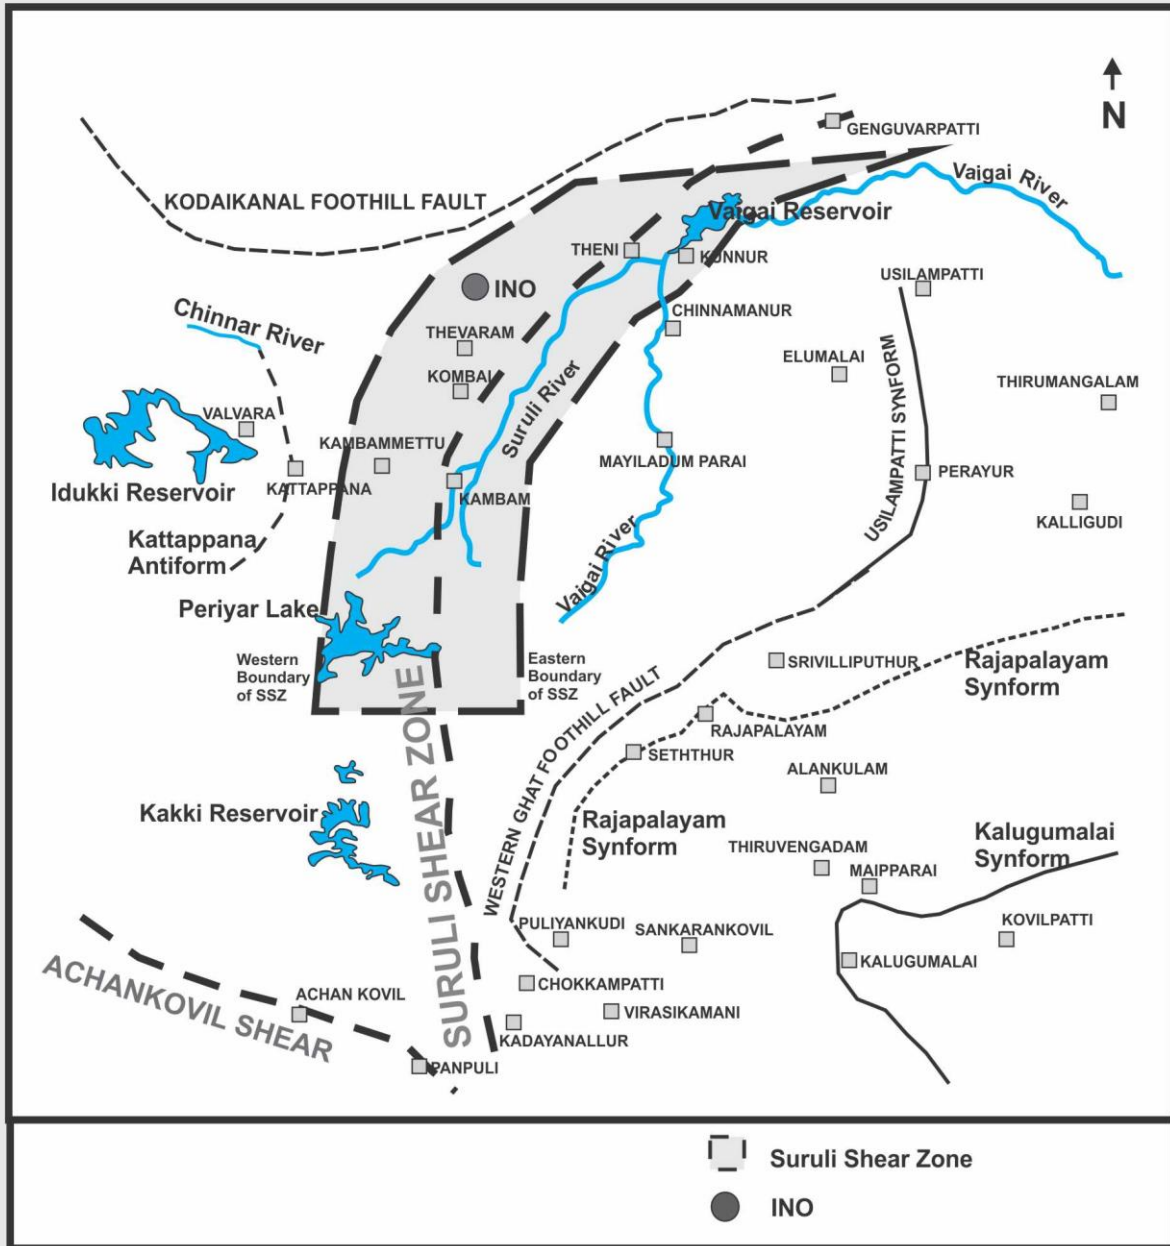 N
GENGUVARPATTI
KODAIKANAL FOOTHILL FAULT
Vaigai River
Vaigai Reservoir
THENI
KUNNUR
USILAMPATTI
INO
CHINNAMANUR
Chinnar River
THEVARAM
ELUMALAI
KOMBAI
THIRUMANGALAM
Suruli River
USILAMPATTI SYNFORM
VALVARA
KAMBAMMETTU
MAYILADUM PARAI
PERAYUR
KATTAPPANA
Idukki Reservoir
KAMBAM
KALLIGUDI
Kattappana
Antiform
Vaigai River
Periyar Lake
Western
Boundary
of SSZ
Eastern
Boundary
of SSZ
SRIVILLIPUTHUR
Rajapalayam
Synform
SURULI SHEAR ZONE
WESTERN GHAT FOOTHILL FAULT
RAJAPALAYAM
SETHTHUR
ALANKULAM
Kakki Reservoir
Rajapalayam
Synform
Kalugumalai
Synform
THIRUVENGADAM
MAIPPARAI
PULIYANKUDI
SANKARANKOVIL
KOVILPATTI
KALUGUMALAI
ACHANKOVIL SHEAR
ACHAN KOVIL
CHOKKAMPATTI
VIRASIKAMANI
KADAYANALLUR
PANPULI
Suruli Shear Zone
INO